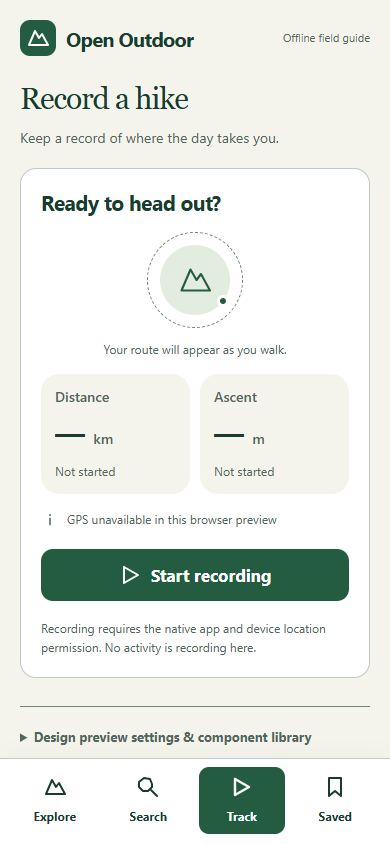 Open Outdoor
Offline field guide
Record a hike
Keep a record of where the day takes you.
Ready to head out?
Your route will appear as you walk.
Distance
— km
Not started
Ascent
— m
Not started
i GPS unavailable in this browser preview
Start recording
Recording requires the native app and device location
permission. No activity is recording here.
Design preview settings & component library
Explore
Search
Track
Saved